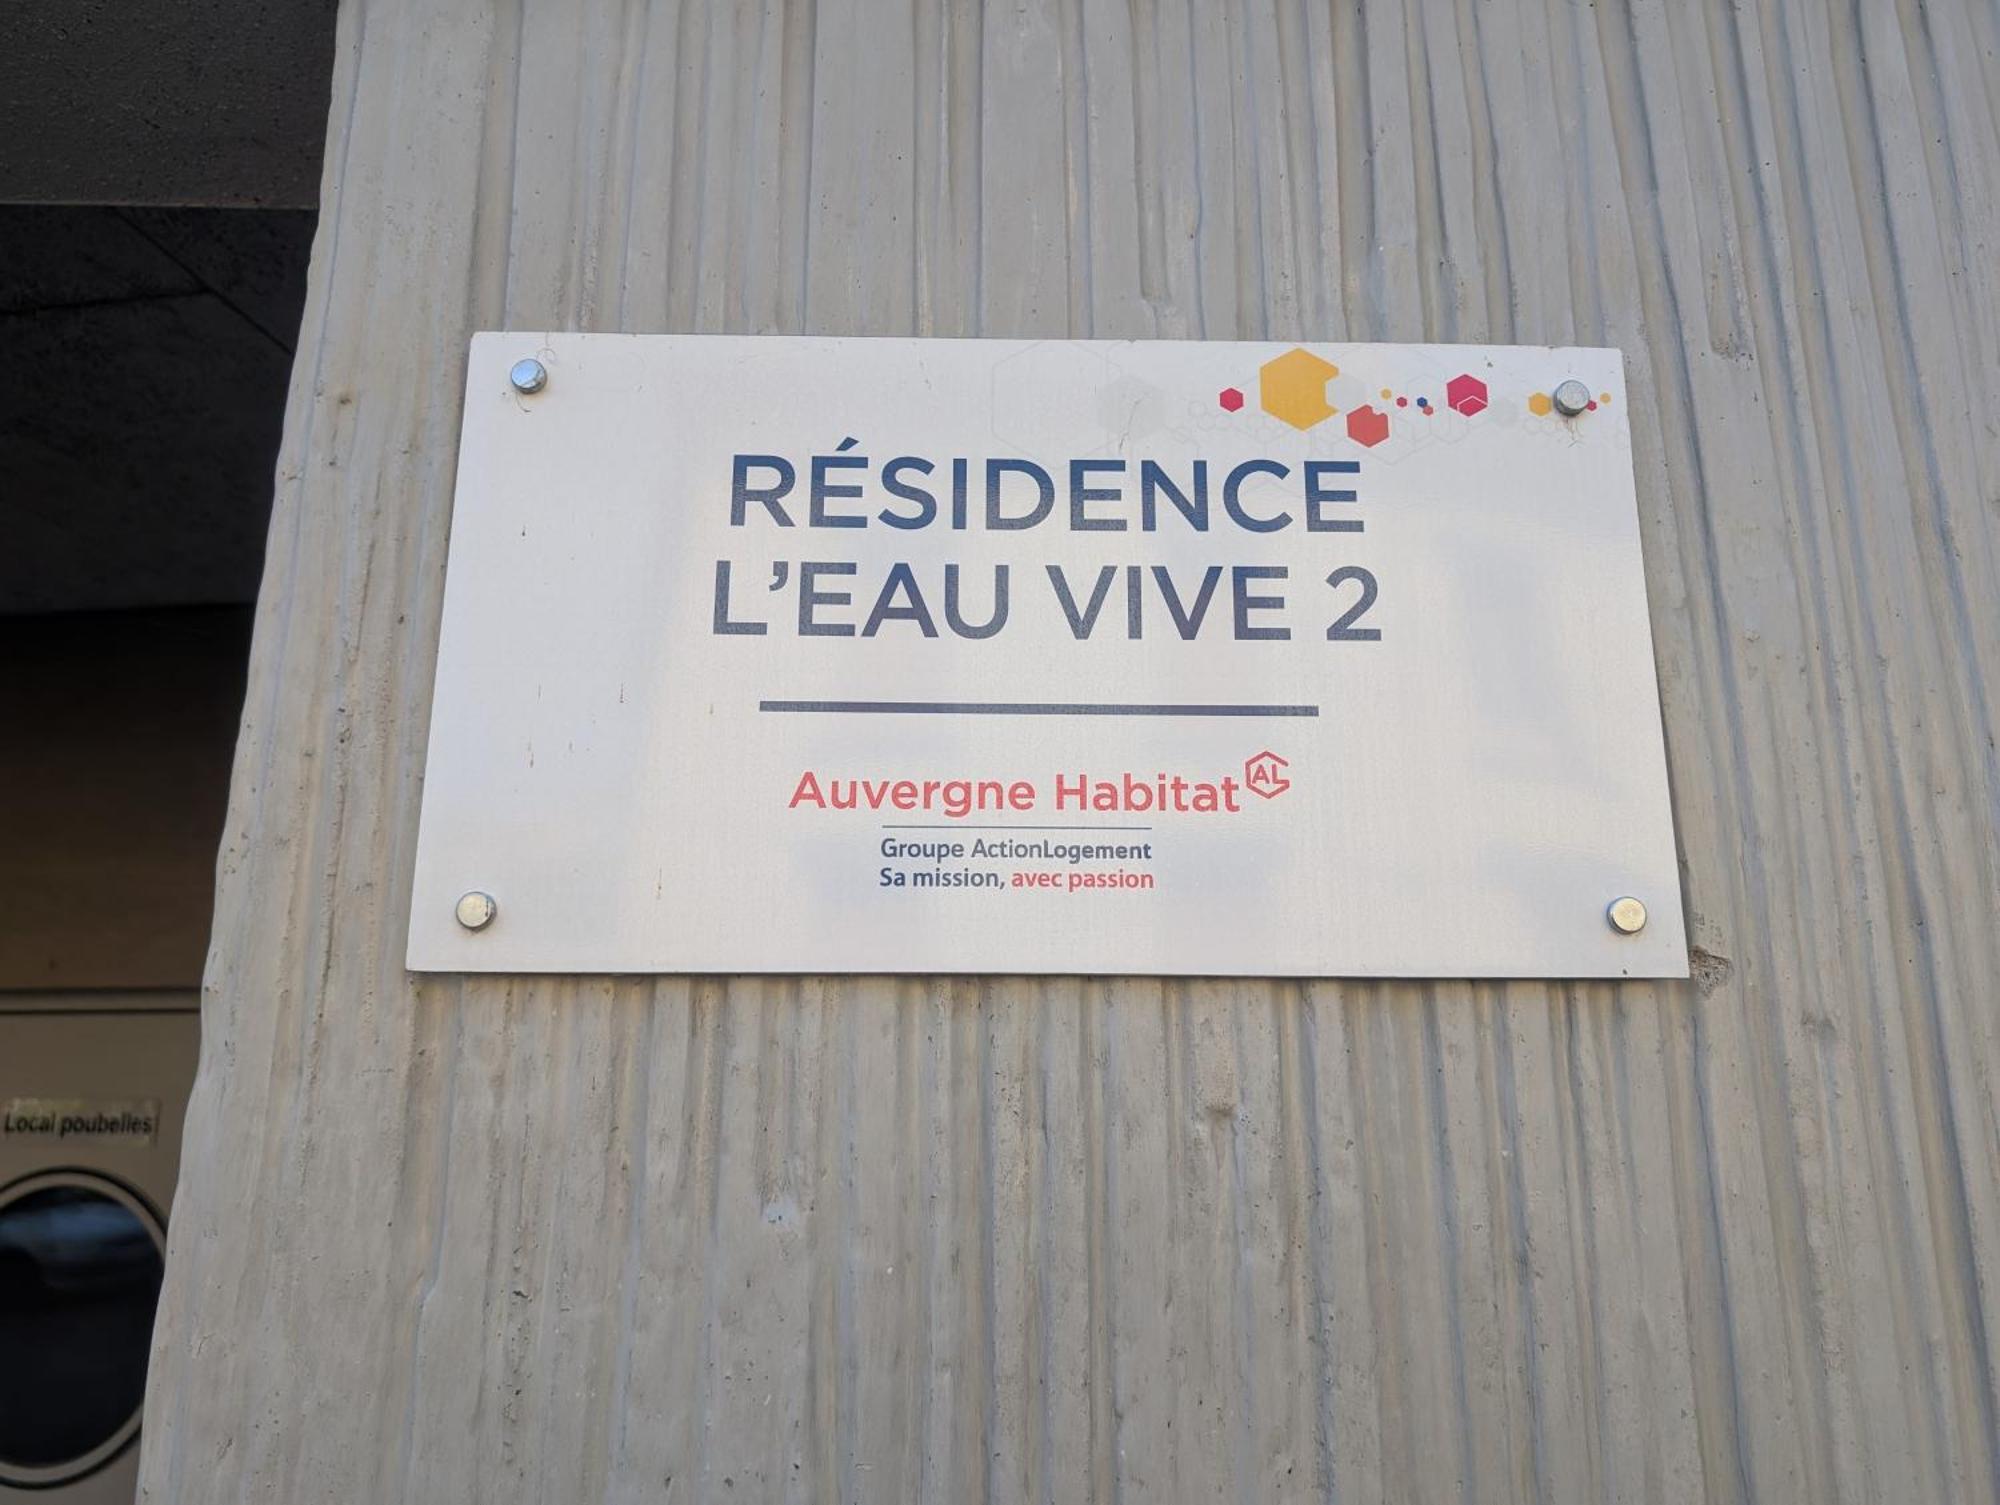 RÉSIDENCE
L'EAU VIVE 2
Auvergne Habitat AL
Groupe ActionLogement
Sa mission, avec passion
Local poubelles